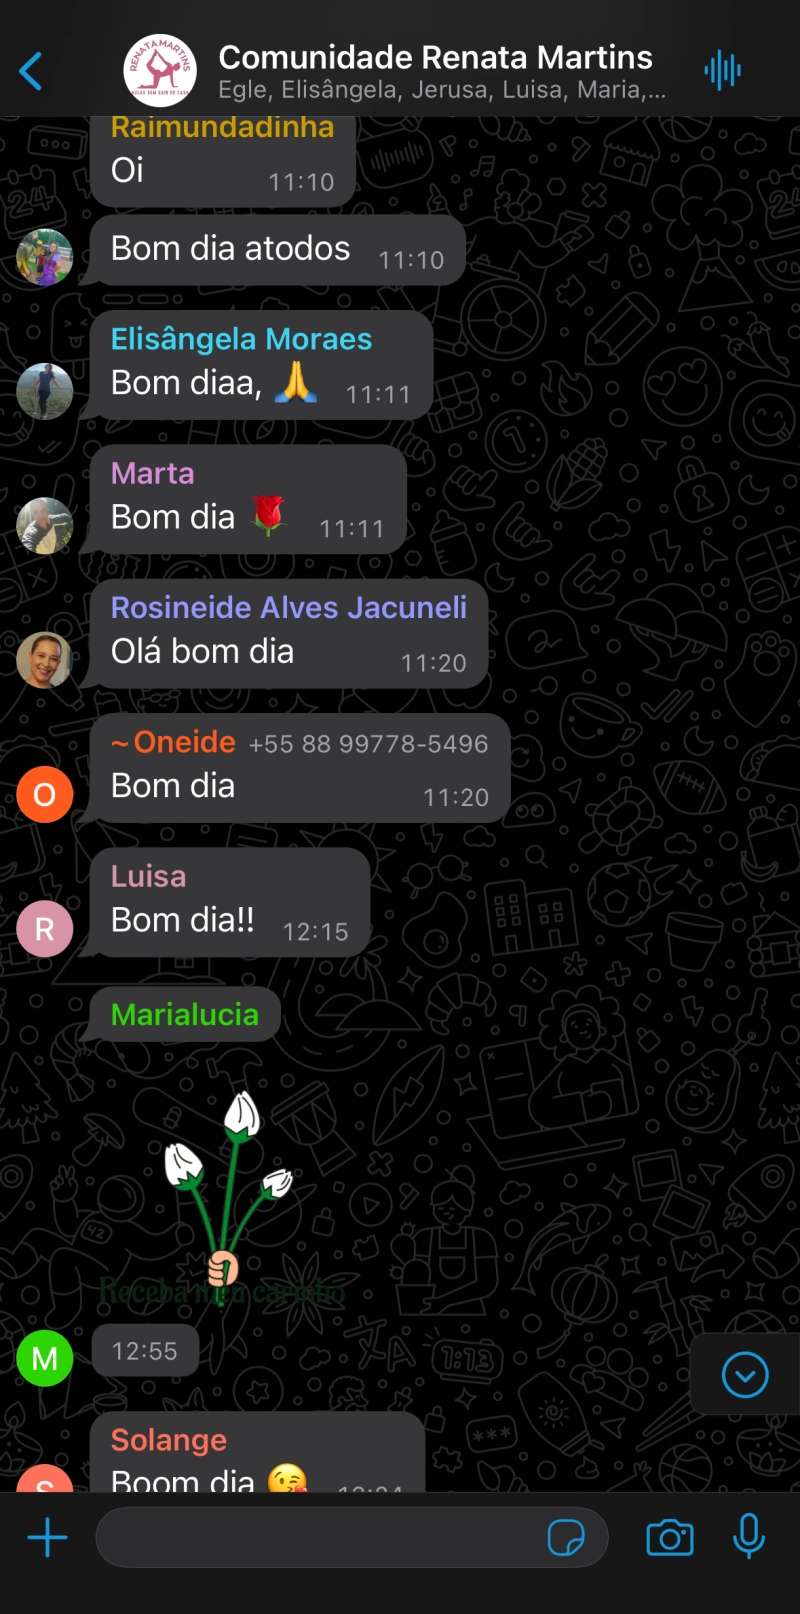 Comunidade Renata Martins
Egle, Elisângela, Jerusa, Luisa, Maria,...
RENATA MARTINS
AULAS SEM SAIR DE CASA
Raimundadinha
Oi
11:10
Bom dia atodos
11:10
Elisângela Moraes
Bom diaa, 🙏
11:11
Marta
Bom dia 🌹
11:11
Rosineide Alves Jacuneli
Olá bom dia
11:20
~Oneide +55 88 99778-5496
O
Bom dia
11:20
Luisa
R
Bom dia!!
12:15
Marialucia
Receba meu carinho
M
12:55
Solange
S
Boom dia 😘